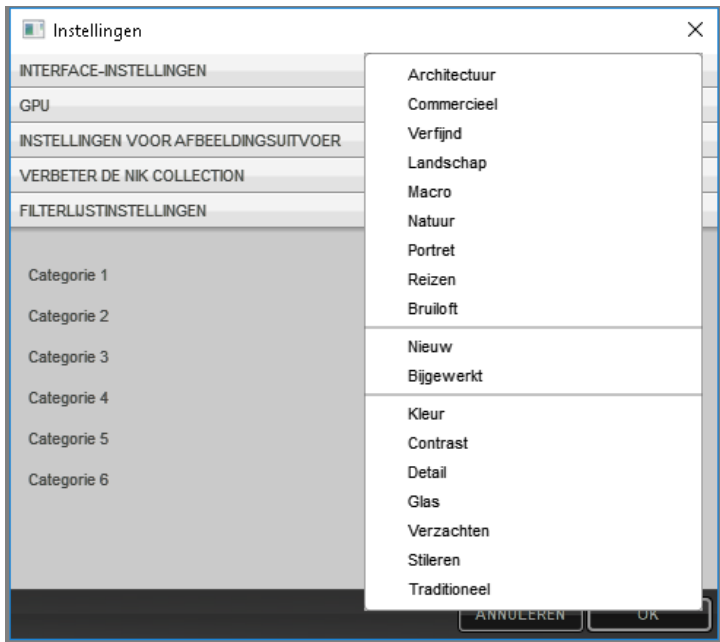 Instellingen
INTERFACE-INSTELLINGEN
GPU
INSTELLINGEN VOOR AFBEELDINGSUITVOER
VERBETER DE NIK COLLECTION
FILTERLIJSTINSTELLINGEN
Categorie 1
Categorie 2
Categorie 3
Categorie 4
Categorie 5
Categorie 6
Architectuur
Commercieel
Verfijnd
Landschap
Macro
Natuur
Portret
Reizen
Bruiloft
Nieuw
Bijgewerkt
Kleur
Contrast
Detail
Glas
Verzachten
Stileren
Traditioneel
ANNULEREN
OK